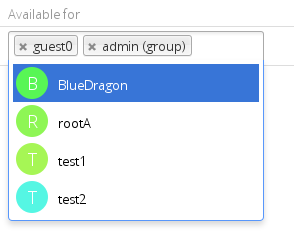 Available for
× guest0 × admin (group)
B BlueDragon
R rootA
T test1
T test2